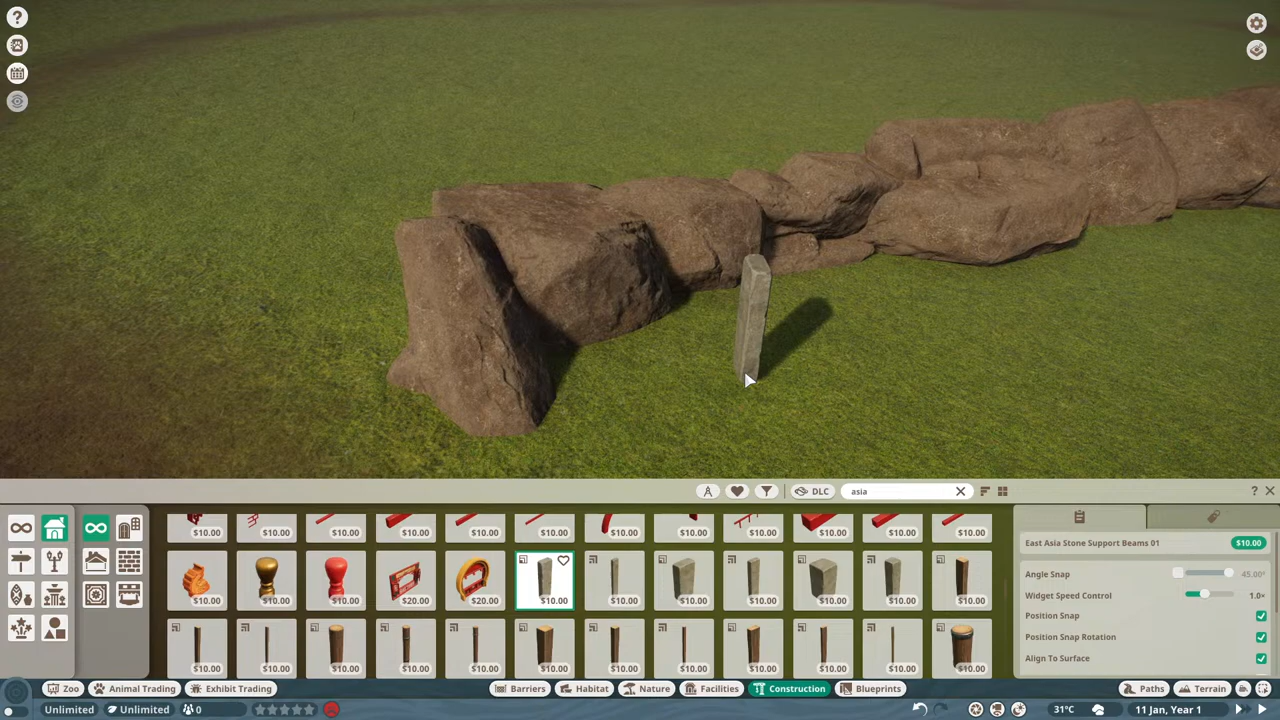 ?
DLC
asia
?
$10.00 $10.00 $10.00 $10.00 $10.00 $10.00 $10.00 $10.00 $10.00 $10.00 $10.00 $10.00
$10.00 $10.00 $10.00 $20.00 $20.00 $10.00 $10.00 $10.00 $10.00 $10.00 $10.00 $10.00
$10.00 $10.00 $10.00 $10.00 $10.00 $10.00 $10.00 $10.00 $10.00 $10.00 $10.00 $10.00
East Asia Stone Support Beams 01 $10.00
Angle Snap 45.00°
Widget Speed Control 1.0×
Position Snap
Position Snap Rotation
Align To Surface
Zoo Animal Trading Exhibit Trading Barriers Habitat Nature Facilities Construction Blueprints Paths Terrain
Unlimited Unlimited 0 31°C 11 Jan, Year 1